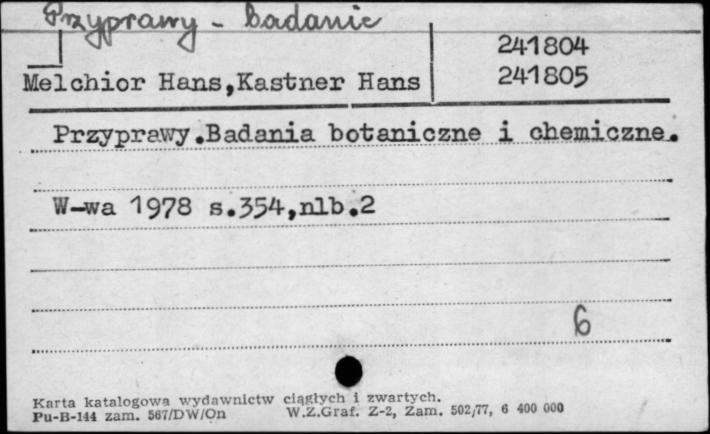 Przyprawy - badanie
241804
Melchior Hans,Kastner Hans
241805
Przyprawy.Badania botaniczne i chemiczne.
W-wa 1978 s.354,nlb.2
6
Karta katalogowa wydawnictw ciągłych i zwartych.
Pu-B-144 zam. 567/DW/On W.Z.Graf. Z-2, Zam. 502/77, 6 400 000